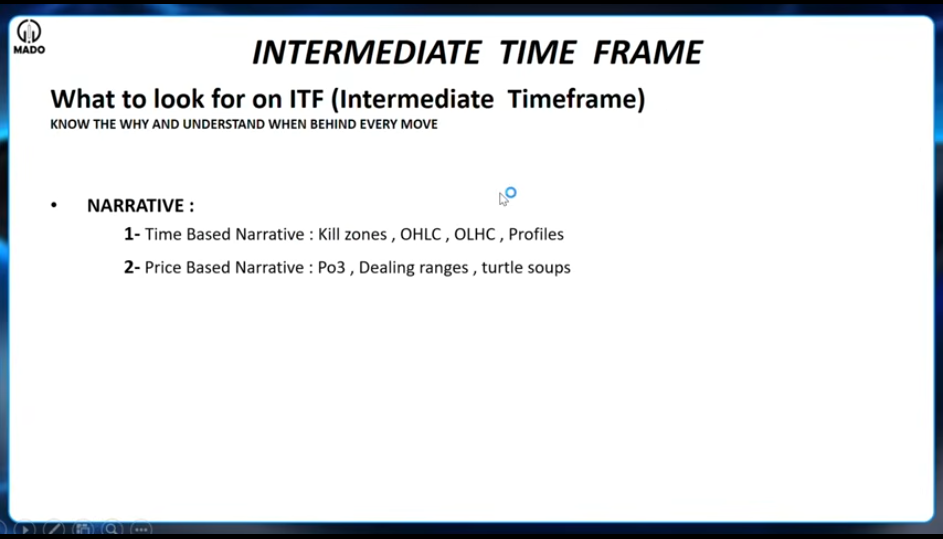 MADO
INTERMEDIATE TIME FRAME
What to look for on ITF (Intermediate Timeframe)
KNOW THE WHY AND UNDERSTAND WHEN BEHIND EVERY MOVE
• NARRATIVE :
1- Time Based Narrative : Kill zones , OHLC , OLHC , Profiles
2- Price Based Narrative : Po3 , Dealing ranges , turtle soups